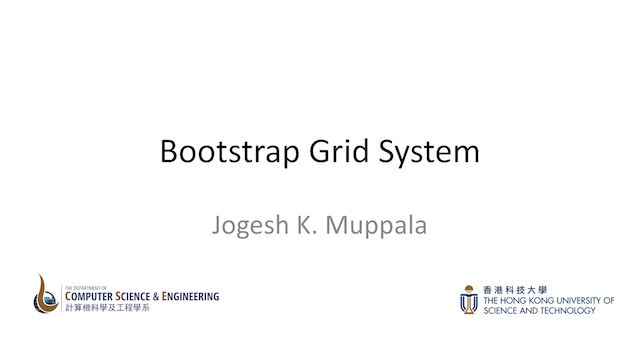 Bootstrap Grid System
Jogesh K. Muppala
THE DEPARTMENT OF
COMPUTER SCIENCE & ENGINEERING
計算機科學及工程學系
香港科技大學
THE HONG KONG UNIVERSITY OF
SCIENCE AND TECHNOLOGY